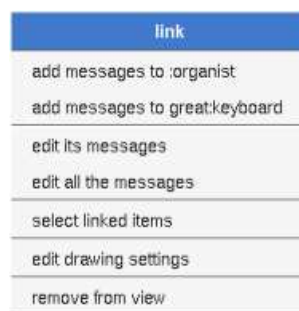 link
add messages to :organist
add messages to great:keyboard
edit its messages
edit all the messages
select linked items
edit drawing settings
remove from view